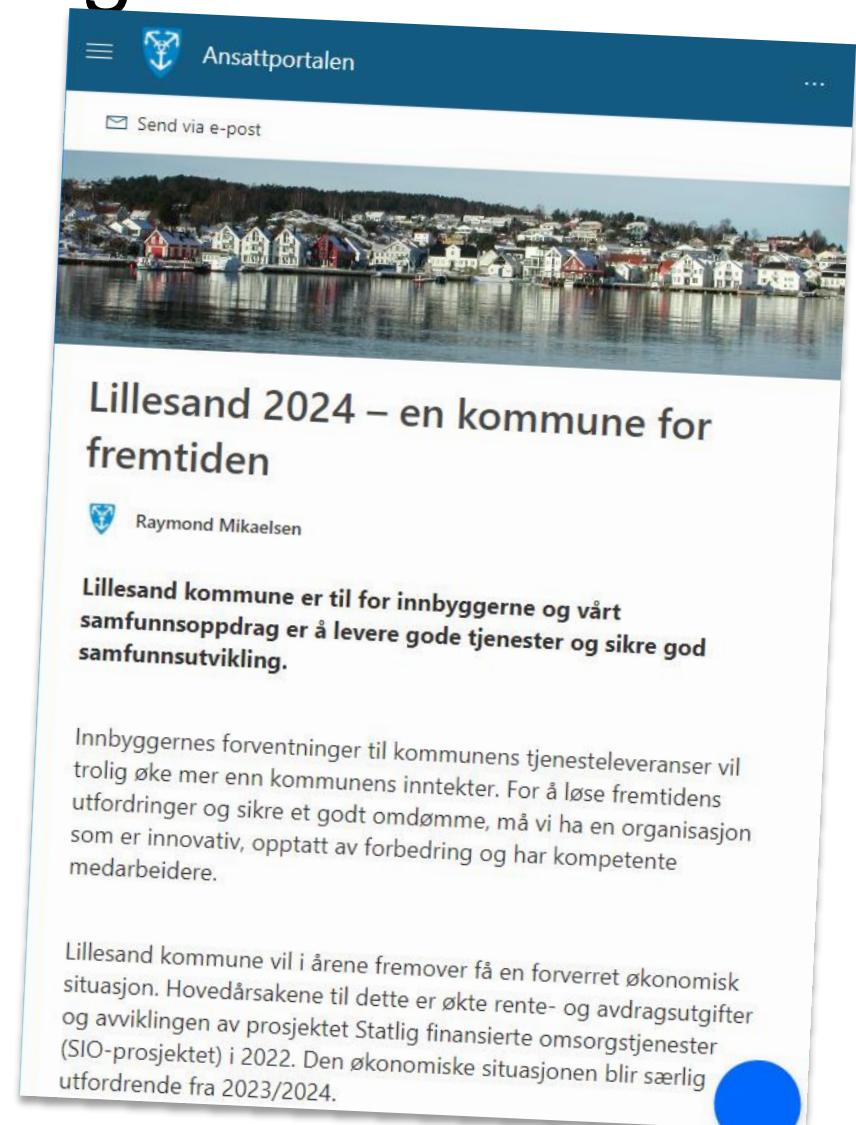 Ansattportalen
...
Send via e-post
Lillesand 2024 – en kommune for
fremtiden
Raymond Mikaelsen
Lillesand kommune er til for innbyggerne og vårt
samfunnsoppdrag er å levere gode tjenester og sikre god
samfunnsutvikling.
Innbyggernes forventninger til kommunens tjenesteleveranser vil
trolig øke mer enn kommunens inntekter. For å løse fremtidens
utfordringer og sikre et godt omdømme, må vi ha en organisasjon
som er innovativ, opptatt av forbedring og har kompetente
medarbeidere.
Lillesand kommune vil i årene fremover få en forverret økonomisk
situasjon. Hovedårsakene til dette er økte rente- og avdragsutgifter
og avviklingen av prosjektet Statlig finansierte omsorgstjenester
(SIO-prosjektet) i 2022. Den økonomiske situasjonen blir særlig
utfordrende fra 2023/2024.